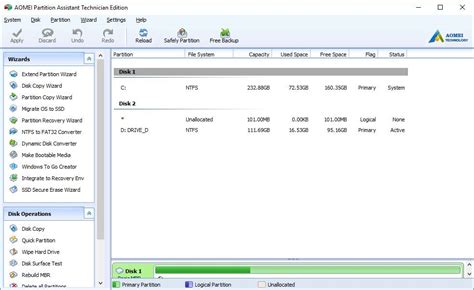 AOMEI Partition Assistant Technician Edition
System Partition Wizard Settings Help
Apply Discard Undo Redo Reload Safely Partition Free Backup
AOMEI
TECHNOLOGY
Wizards
Extend Partition Wizard
Disk Copy Wizard
Partition Copy Wizard
Migrate OS to SSD
Partition Recovery Wizard
NTFS to FAT32 Converter
Dynamic Disk Converter
Make Bootable Media
Windows To Go Creator
Integrate to Recovery Env
SSD Secure Erase Wizard
Disk Operations
Disk Copy
Quick Partition
Wipe Hard Drive
Disk Surface Test
Rebuild MBR
Delete all Partitions
Partition File System Capacity Used Space Free Space Flag Status
Disk 1
C: NTFS 232.88GB 72.53GB 160.35GB Primary System
Disk 2
* Unallocated 101.00MB 0.00KB 101.00MB Logical None
D: DRIVE_D NTFS 111.69GB 16.53GB 95.16GB Primary Active
Disk 1
Primary Partition Logical Partition Unallocated